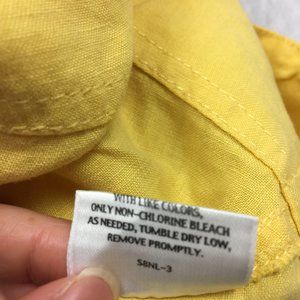 WITH LIKE COLORS,
ONLY NON-CHLORINE BLEACH
AS NEEDED, TUMBLE DRY LOW,
REMOVE PROMPTLY.
S8NL-3